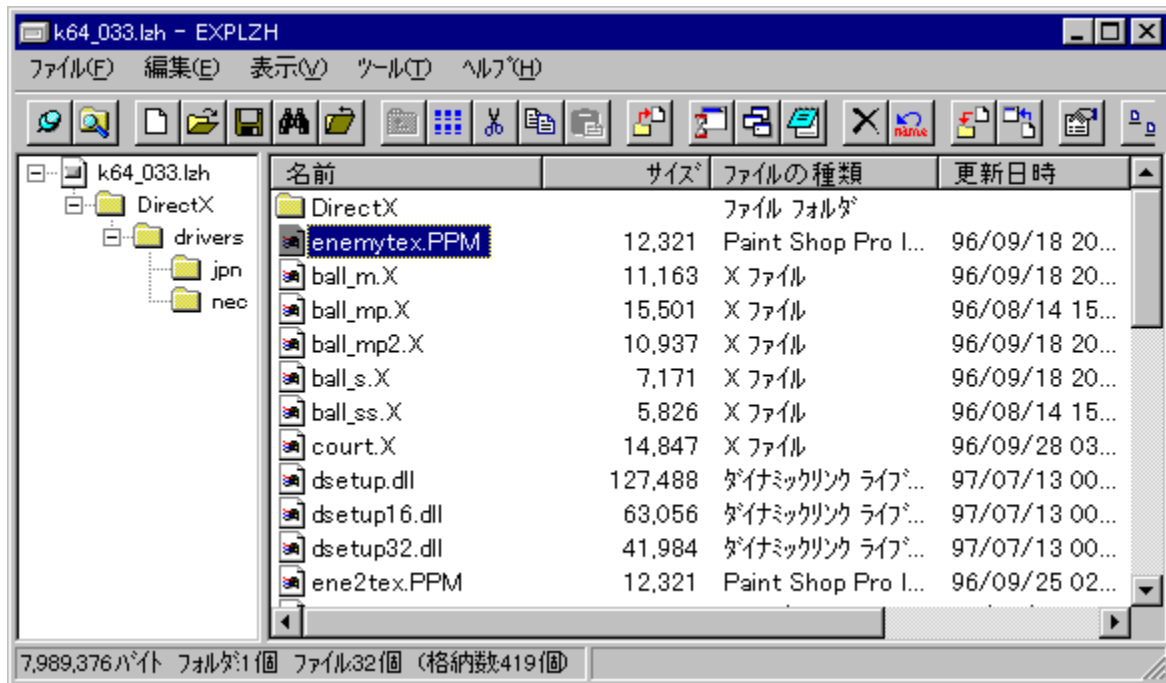 k64_033.lzh - EXPLZH
ﾌｧｲﾙ(F) 編集(E) 表示(V) ﾂｰﾙ(T) ﾍﾙﾌﾟ(H)
name
k64_033.lzh
DirectX
drivers
jpn
nec
名前 ｻｲｽﾞ ﾌｧｲﾙの種類 更新日時
DirectX ﾌｧｲﾙ ﾌｫﾙﾀﾞ
enemytex.PPM 12,321 Paint Shop Pro I... 96/09/18 20...
ball_m.X 11,163 X ﾌｧｲﾙ 96/09/18 20...
ball_mp.X 15,501 X ﾌｧｲﾙ 96/08/14 15...
ball_mp2.X 10,937 X ﾌｧｲﾙ 96/09/18 20...
ball_s.X 7,171 X ﾌｧｲﾙ 96/09/18 20...
ball_ss.X 5,826 X ﾌｧｲﾙ 96/08/14 15...
court.X 14,847 X ﾌｧｲﾙ 96/09/28 03...
dsetup.dll 127,488 ﾀﾞｲﾅﾐｯｸﾘﾝｸ ﾗｲﾌﾞ... 97/07/13 00...
dsetup16.dll 63,056 ﾀﾞｲﾅﾐｯｸﾘﾝｸ ﾗｲﾌﾞ... 97/07/13 00...
dsetup32.dll 41,984 ﾀﾞｲﾅﾐｯｸﾘﾝｸ ﾗｲﾌﾞ... 97/07/13 00...
ene2tex.PPM 12,321 Paint Shop Pro I... 96/09/25 02...
7,989,376ﾊﾞｲﾄ ﾌｫﾙﾀﾞ:1個 ﾌｧｲﾙ:32個 (格納数:419個)